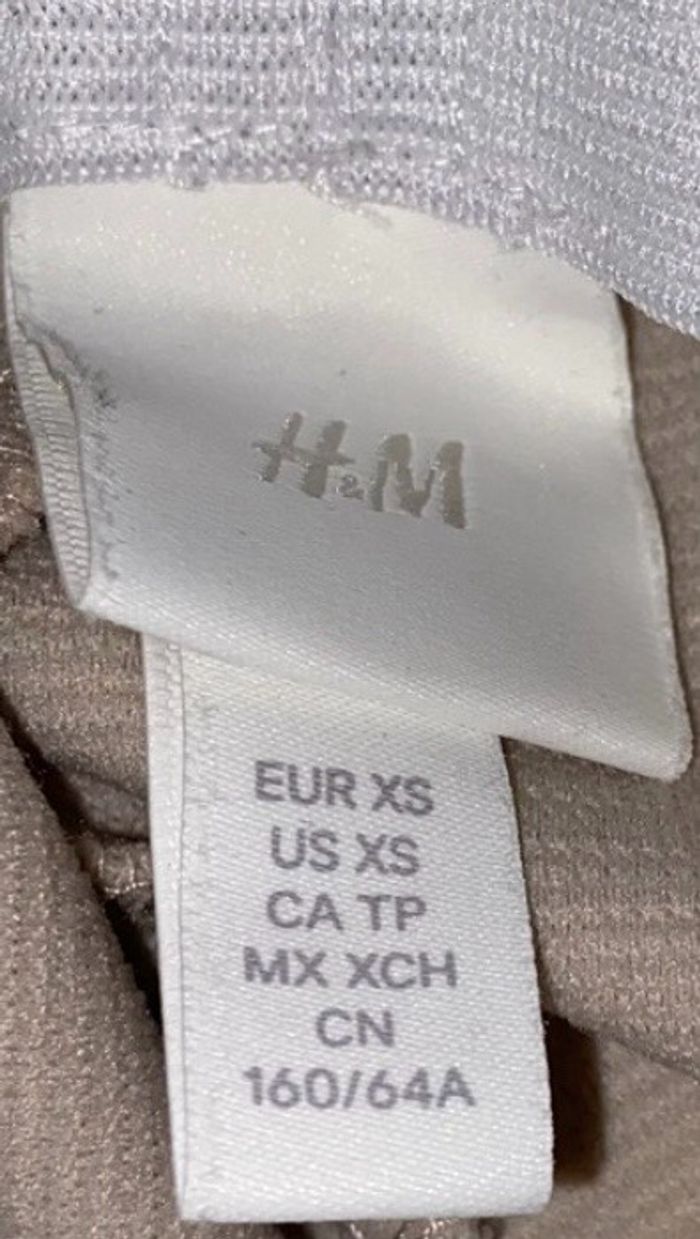 H&M
EUR XS
US XS
CA TP
MX XCH
CN
160/64A